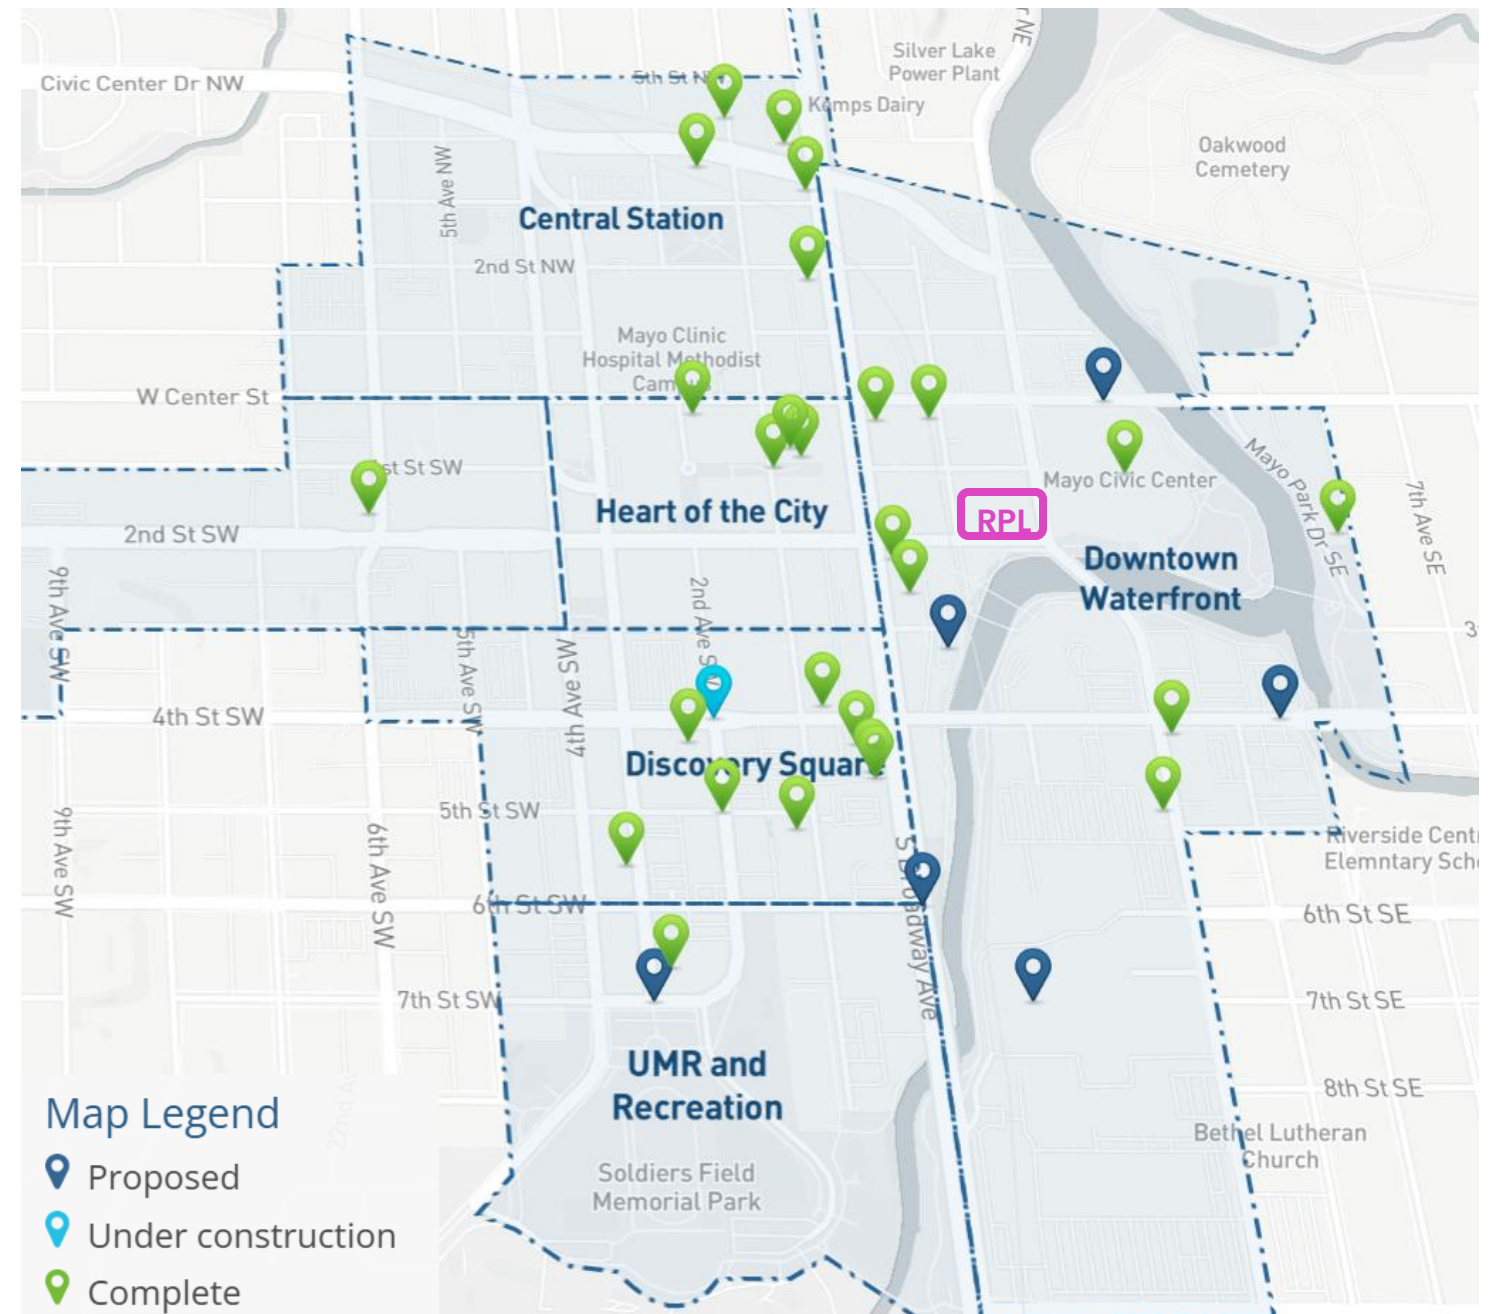 r NE
Silver Lake
Power Plant
Civic Center Dr NW
5th St N
Kemps Dairy
Oakwood
Cemetery
5th Ave NW
Central Station
2nd St NW
Mayo Clinic
Hospital Methodist
Cam
W Center St
1st St SW
Mayo Civic Center
Mayo Park Dr SE
7th Ave SE
Heart of the City
RPL
2nd St SW
Downtown
Waterfront
9th Ave SW
2nd Ave S
5th Ave SW
4th Ave SW
3
4th St SW
Discovery Square
5th St SW
9th Ave SW
6th Ave SW
S Broadway Ave
Riverside Cent
Elemntary Sch
6th St SW
6th St SE
7th St SW
7th St SE
UMR and
Recreation
8th St SE
22nd A
Map Legend
Bethel Lutheran
Church
Proposed
Soldiers Field
Memorial Park
Under construction
Complete